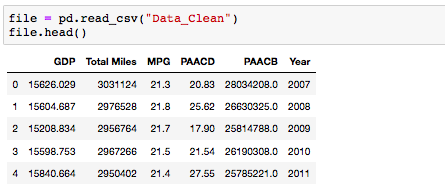 file = pd.read_csv("Data_Clean")
file.head()
GDP Total Miles MPG PAACD PAACB Year
0 15626.029 3031124 21.3 20.83 28034208.0 2007
1 15604.687 2976528 21.8 25.62 26630325.0 2008
2 15208.834 2956764 21.7 17.90 25814788.0 2009
3 15598.753 2967266 21.5 21.54 26190308.0 2010
4 15840.664 2950402 21.4 27.55 25785221.0 2011